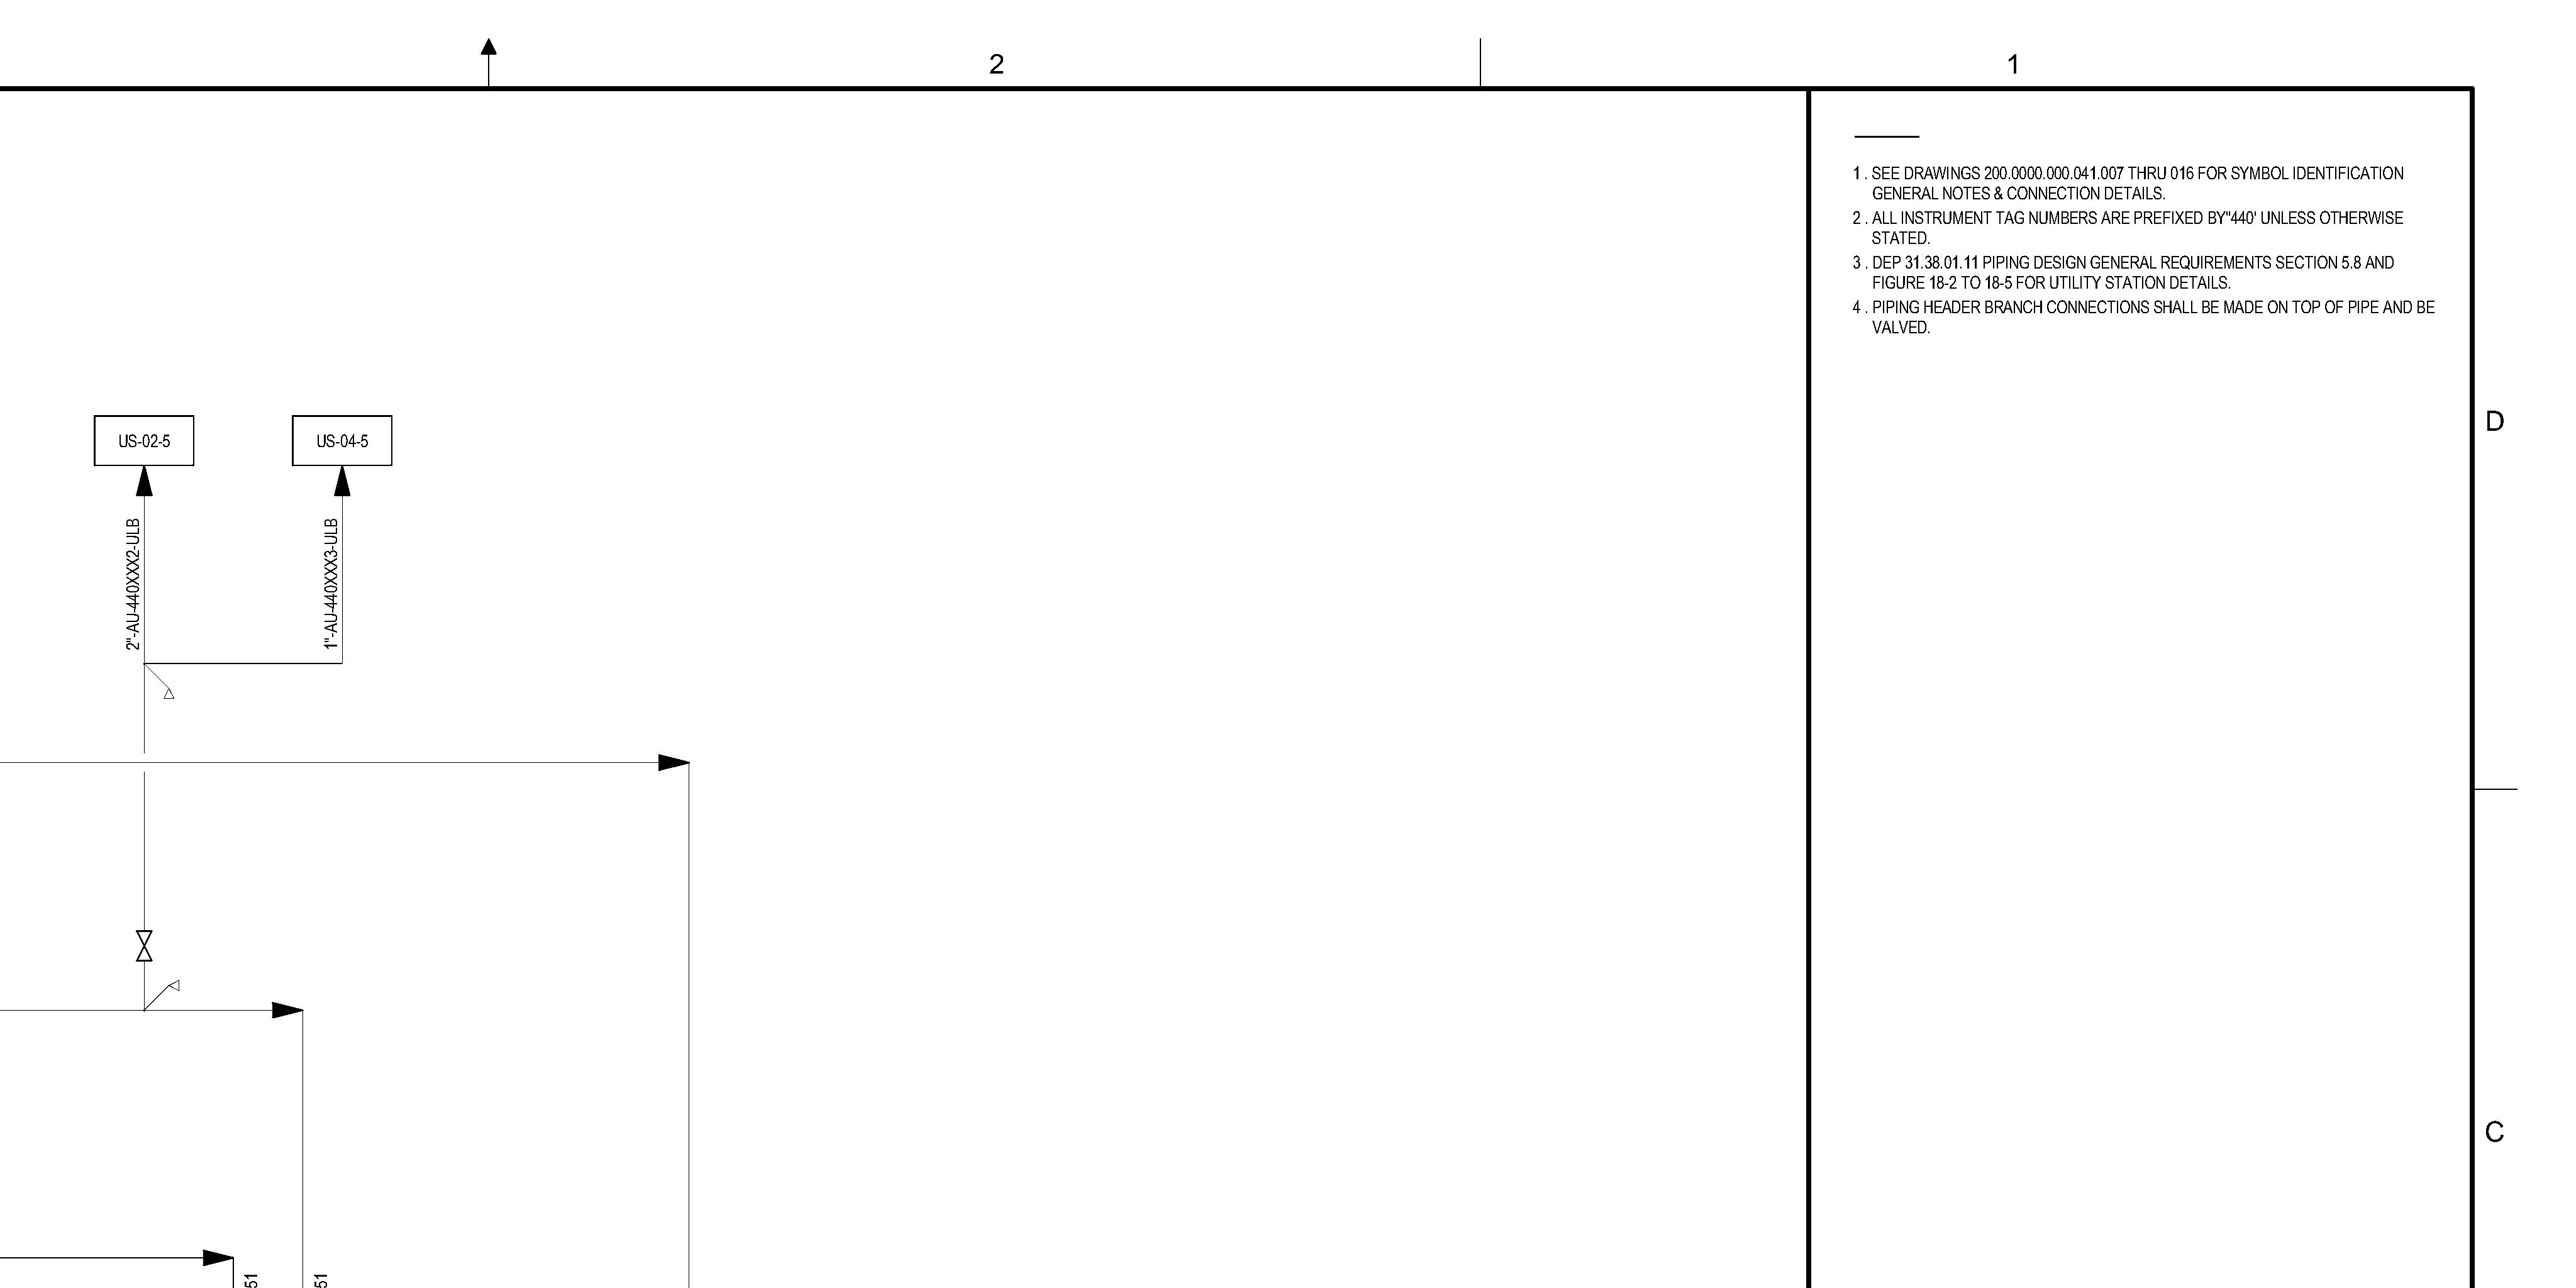 2
1
1 . SEE DRAWINGS 200.0000.000.041.007 THRU 016 FOR SYMBOL IDENTIFICATION
GENERAL NOTES & CONNECTION DETAILS.
2 . ALL INSTRUMENT TAG NUMBERS ARE PREFIXED BY"440' UNLESS OTHERWISE
STATED.
3 . DEP 31.38.01.11 PIPING DESIGN GENERAL REQUIREMENTS SECTION 5.8 AND
FIGURE 18-2 TO 18-5 FOR UTILITY STATION DETAILS.
4 . PIPING HEADER BRANCH CONNECTIONS SHALL BE MADE ON TOP OF PIPE AND BE
VALVED.
D
US-02-5
US-04-5
2"-AU-440XXX2-ULB
1"-AU-440XXX3-ULB
C
51
51